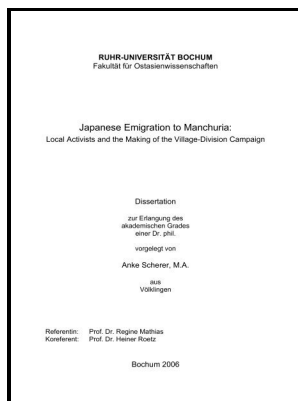 RUHR-UNIVERSITÄT BOCHUM
Fakultät für Ostasienwissenschaften
Japanese Emigration to Manchuria:
Local Activists and the Making of the Village-Division Campaign
Dissertation
zur Erlangung des
akademischen Grades
einer Dr. phil.
vorgelegt von
Anke Scherer, M.A.
aus
Völklingen
Referentin: Prof. Dr. Regine Mathias
Koreferent: Prof. Dr. Heiner Roetz
Bochum 2006